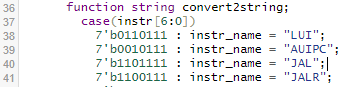 36 function string convert2string;
37 case(instr[6:0])
38 7'b0110111 : instr_name = "LUI";
39 7'b0010111 : instr_name = "AUIPC";
40 7'b1101111 : instr_name = "JAL";
41 7'b1100111 : instr_name = "JALR";